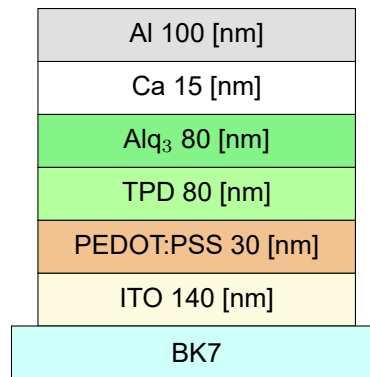 Al 100 [nm]
Ca 15 [nm]
Alq₃ 80 [nm]
TPD 80 [nm]
PEDOT:PSS 30 [nm]
ITO 140 [nm]
BK7